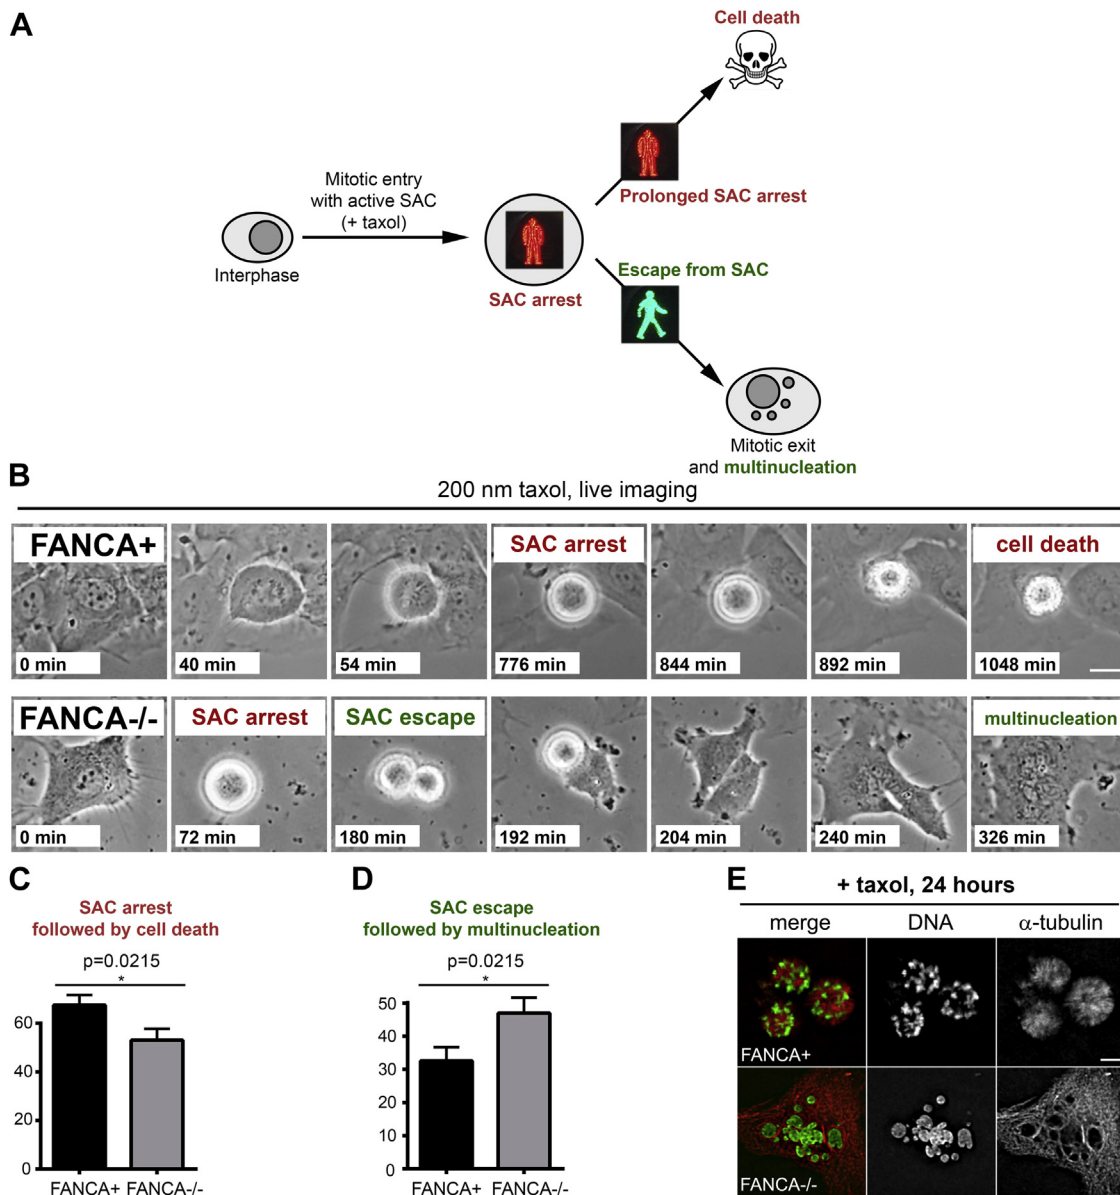 A
Cell death
Mitotic entry
with active SAC
(+ taxol)
Prolonged SAC arrest
Interphase
SAC arrest
Escape from SAC
Mitotic exit
and multinucleation
B
200 nm taxol, live imaging
FANCA+
SAC arrest
cell death
0 min
40 min
54 min
776 min
844 min
892 min
1048 min
FANCA-/-
SAC arrest
SAC escape
multinucleation
0 min
72 min
180 min
192 min
204 min
240 min
326 min
C
SAC arrest
followed by cell death
p=0.0215
*
60
40
20
0
FANCA+ FANCA-/-
D
SAC escape
followed by multinucleation
p=0.0215
*
50
40
30
20
10
0
FANCA+ FANCA-/-
E
+ taxol, 24 hours
merge
DNA
α-tubulin
FANCA+
FANCA-/-